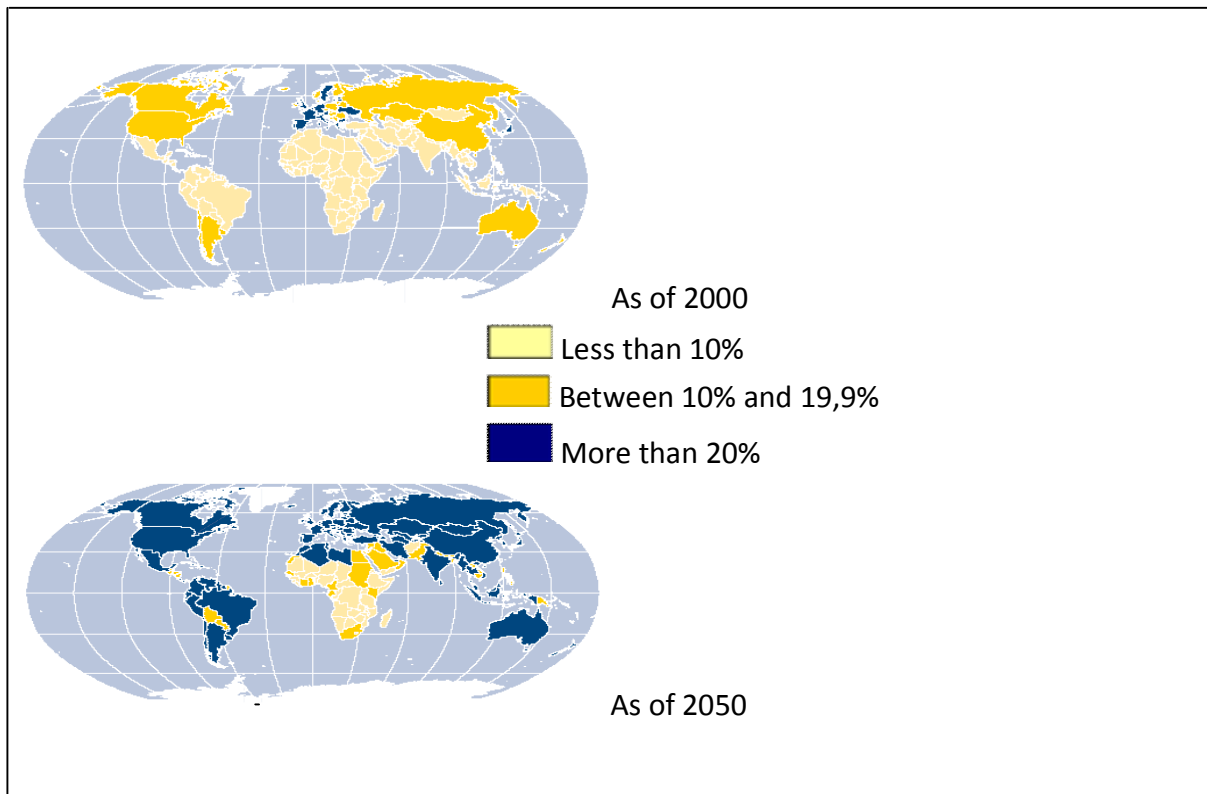 As of 2000
Less than 10%
Between 10% and 19,9%
More than 20%
As of 2050